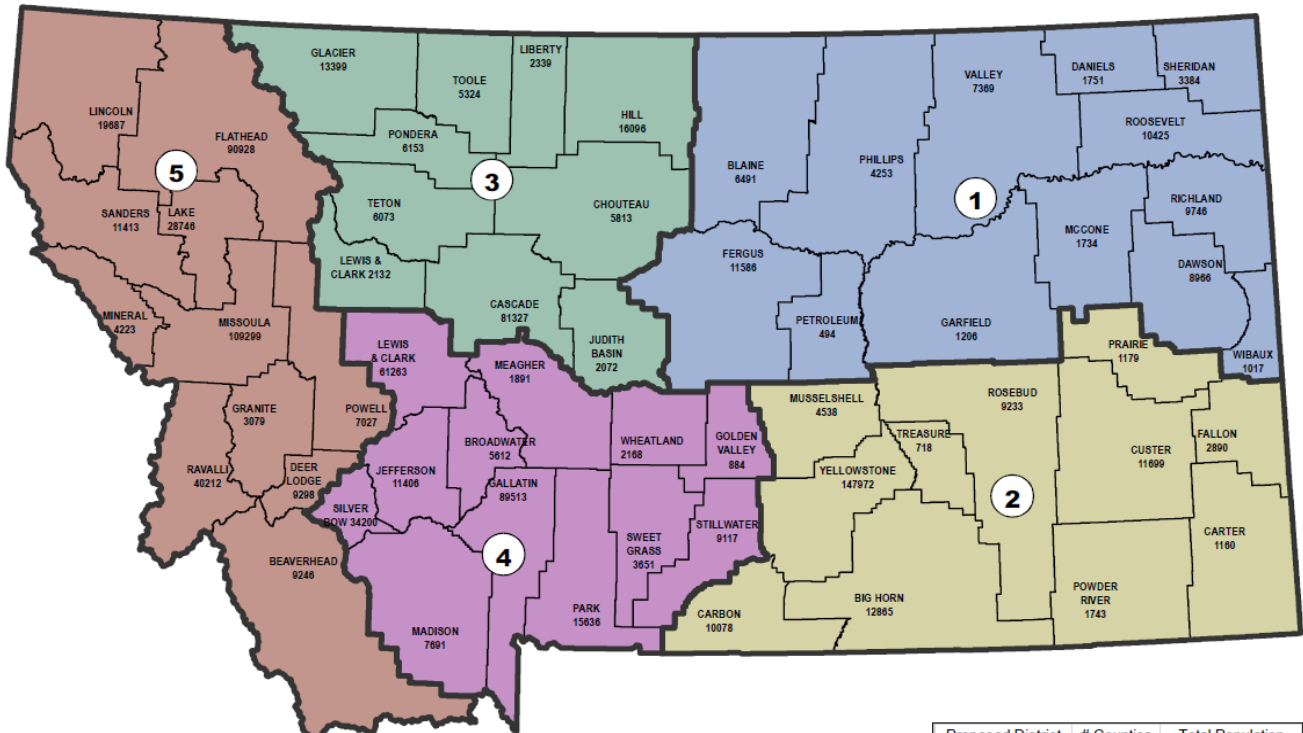 GLACIER
13399
TOOLE
5324
LIBERTY
2339
HILL
16096
PONDERA
6153
TETON
6073
CHOUTEAU
5813
LEWIS &
CLARK 2132
CASCADE
81327
JUDITH
BASIN
2072
3
LINCOLN
19687
FLATHEAD
90928
5
SANDERS
11413
LAKE
28746
MINERAL
4223
MISSOULA
109299
GRANITE
3079
POWELL
7027
RAVALLI
40212
DEER
LODGE
9298
BEAVERHEAD
9246
BLAINE
6491
PHILLIPS
4253
VALLEY
7369
DANIELS
1751
SHERIDAN
3384
ROOSEVELT
10425
1
RICHLAND
9746
MCCONE
1734
DAWSON
8966
FERGUS
11586
PETROLEUM
494
GARFIELD
1206
WIBAUX
1017
LEWIS
& CLARK
61263
MEAGHER
1891
BROADWATER
5612
WHEATLAND
2168
GOLDEN
VALLEY
884
JEFFERSON
11406
GALLATIN
89513
SILVER
BOW 34200
4
SWEET
GRASS
3651
STILLWATER
9117
MADISON
7691
PARK
15636
MUSSELSHELL
4538
ROSEBUD
9233
PRAIRIE
1179
TREASURE
718
YELLOWSTONE
147972
CUSTER
11699
FALLON
2890
2
CARTER
1160
CARBON
10078
BIG HORN
12865
POWDER
RIVER
1743
Proposed District # Counties Total Population